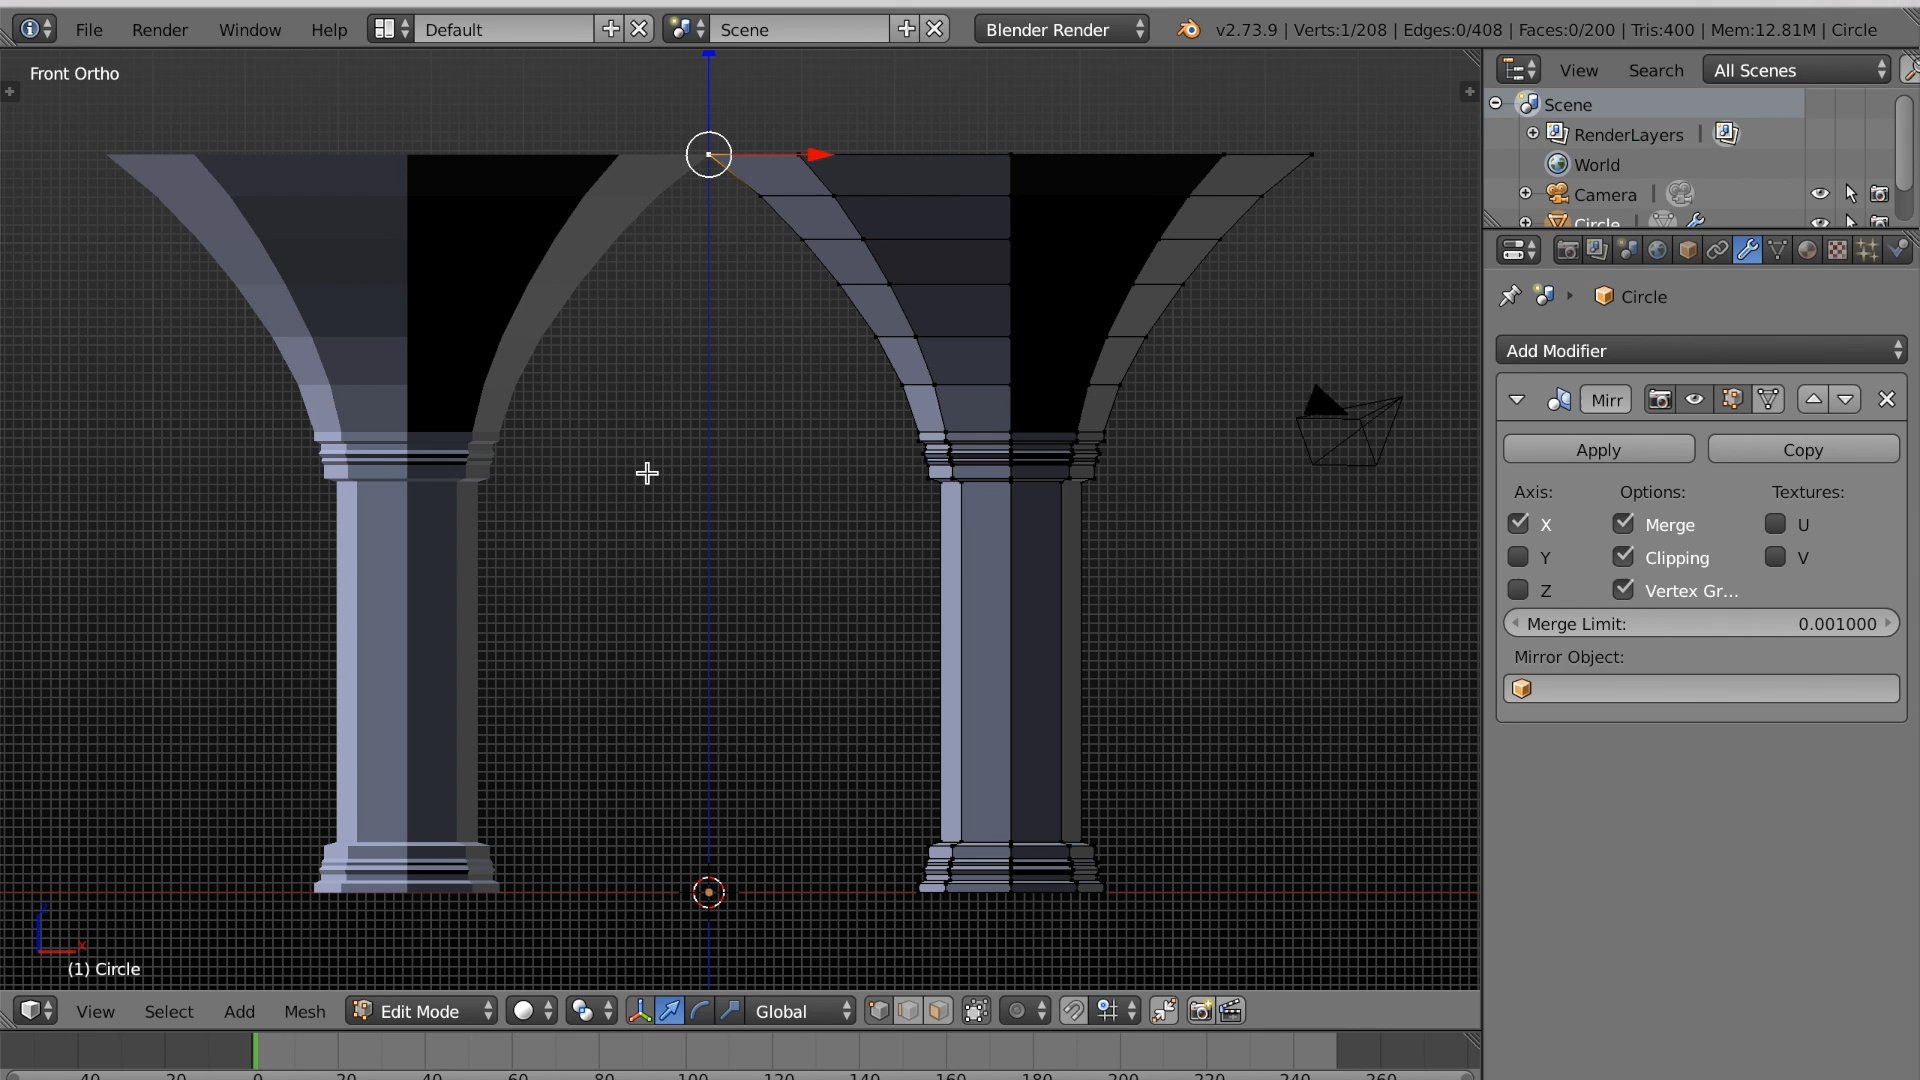 File Render Window Help Default Scene Blender Render v2.73.9 | Verts:1/208 | Edges:0/408 | Faces:0/200 | Tris:400 | Mem:12.81M | Circle
Front Ortho
View Search All Scenes
Scene
RenderLayers
World
Camera
Circle
Circle
Add Modifier
Mirr
Apply Copy
Axis: Options: Textures:
X Merge U
Y Clipping V
Z Vertex Gr...
Merge Limit: 0.001000
Mirror Object:
z
x
(1) Circle
View Select Add Mesh Edit Mode Global
-40 -20 0 20 40 60 80 100 120 140 160 180 200 220 240 260